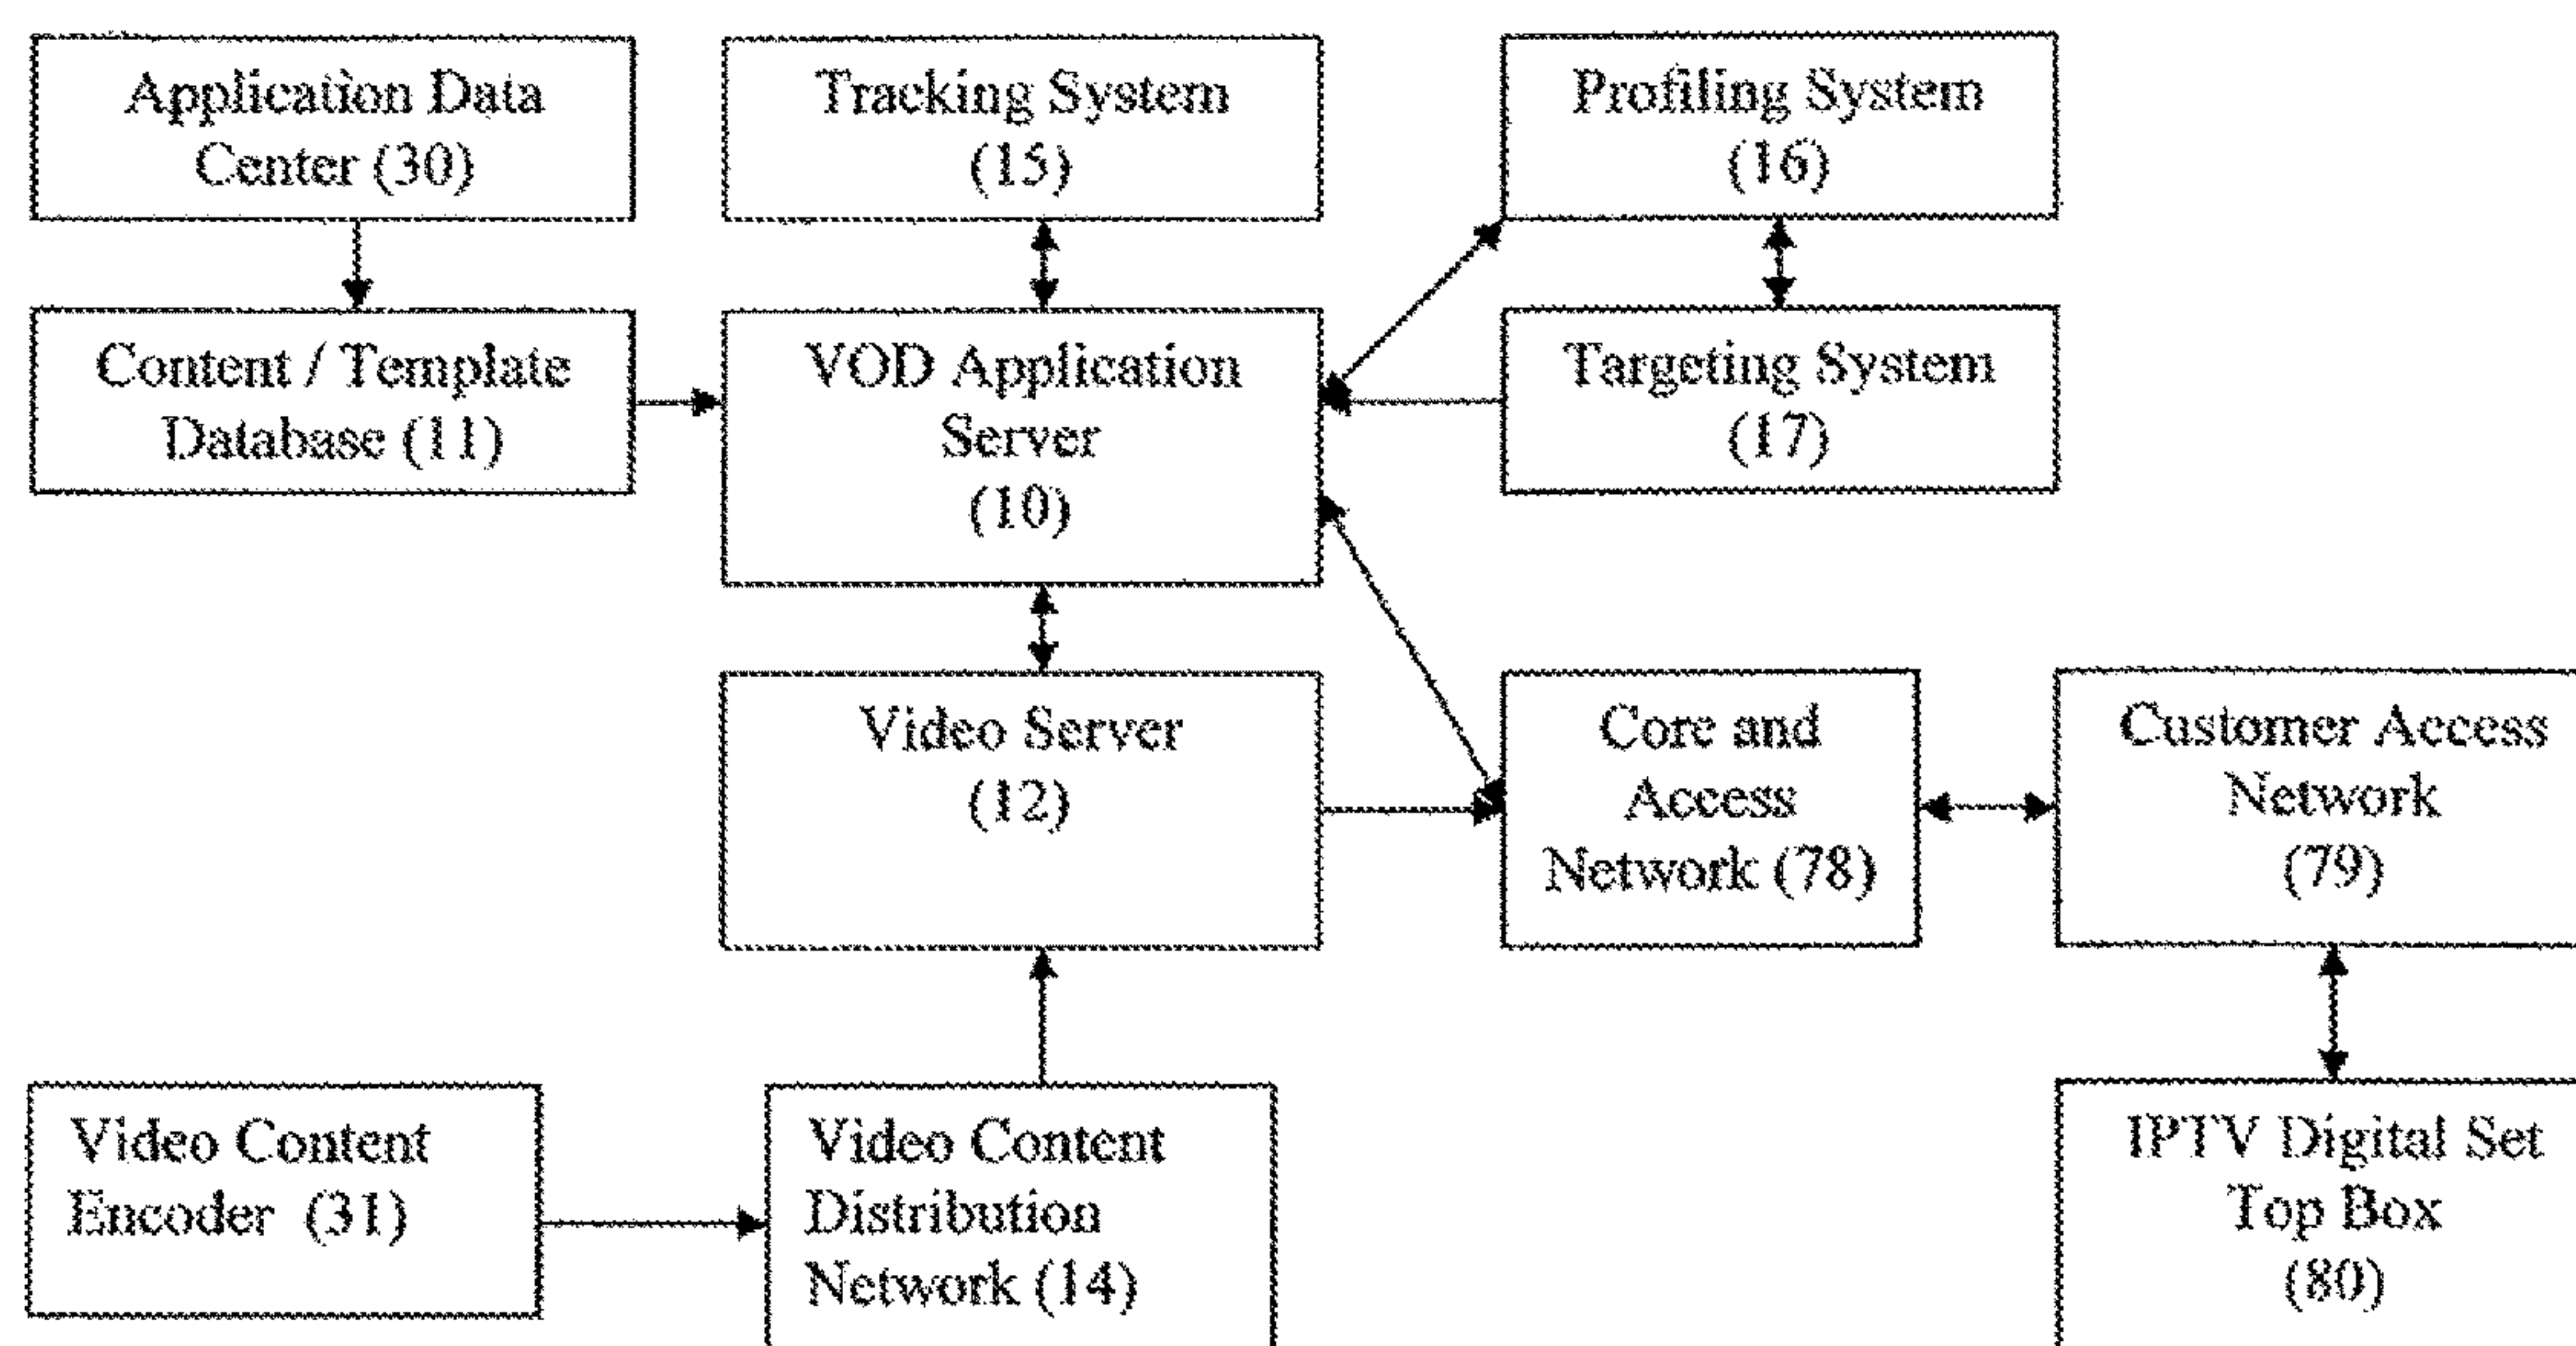 Application Data
Center (30)
Tracking System
(15)
Profiling System
(16)
Content / Template
Database (11)
VOD Application
Server
(10)
Targeting System
(17)
Video Server
(12)
Core and
Access
Network (78)
Customer Access
Network
(79)
Video Content
Encoder (31)
Video Content
Distribution
Network (14)
IPTV Digital Set
Top Box
(80)